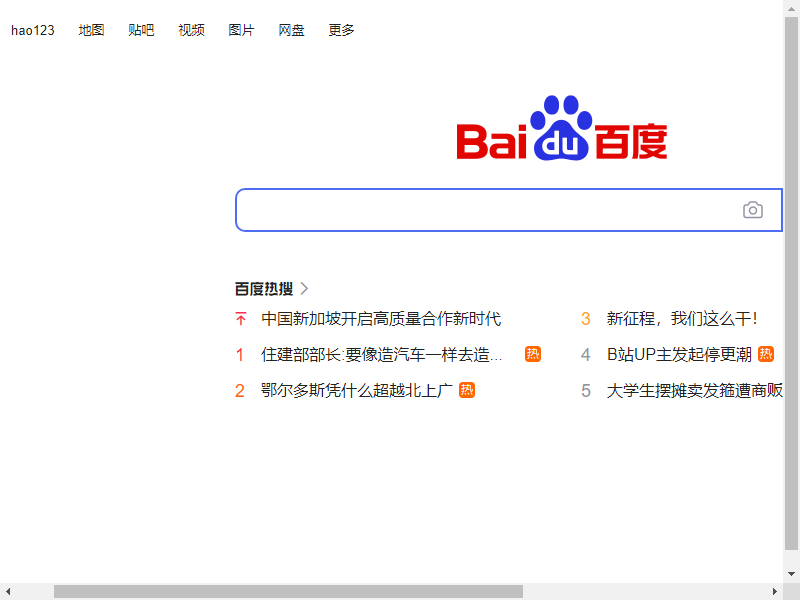 hao123 地图 贴吧 视频 图片 网盘 更多
Bai du 百度
百度热搜
中国新加坡开启高质量合作新时代
3 新征程，我们这么干！
1 住建部部长:要像造汽车一样去造... 热
4 B站UP主发起停更潮 热
2 鄂尔多斯凭什么超越北上广 热
5 大学生摆摊卖发箍遭商贩